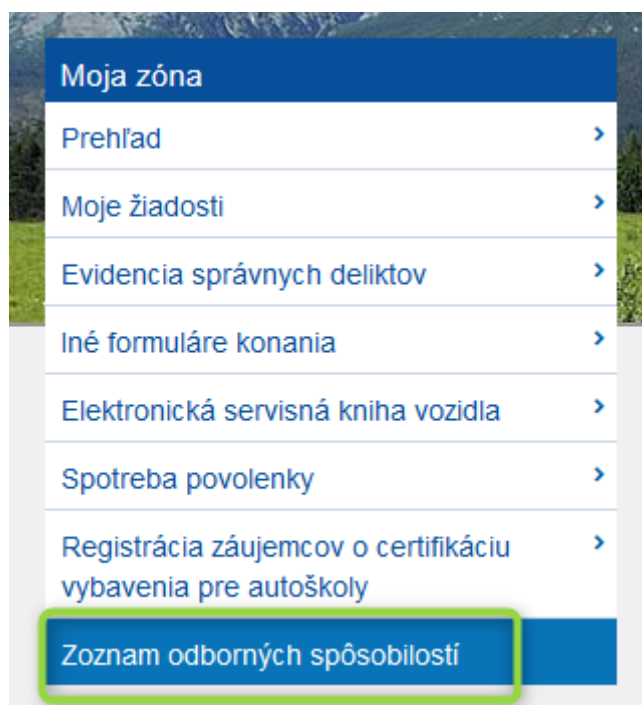 Moja zóna
Prehľad
Moje žiadosti
Evidencia správnych deliktov
Iné formuláre konania
Elektronická servisná kniha vozidla
Spotreba povolenky
Registrácia záujemcov o certifikáciu
vybavenia pre autoškoly
Zoznam odborných spôsobilostí